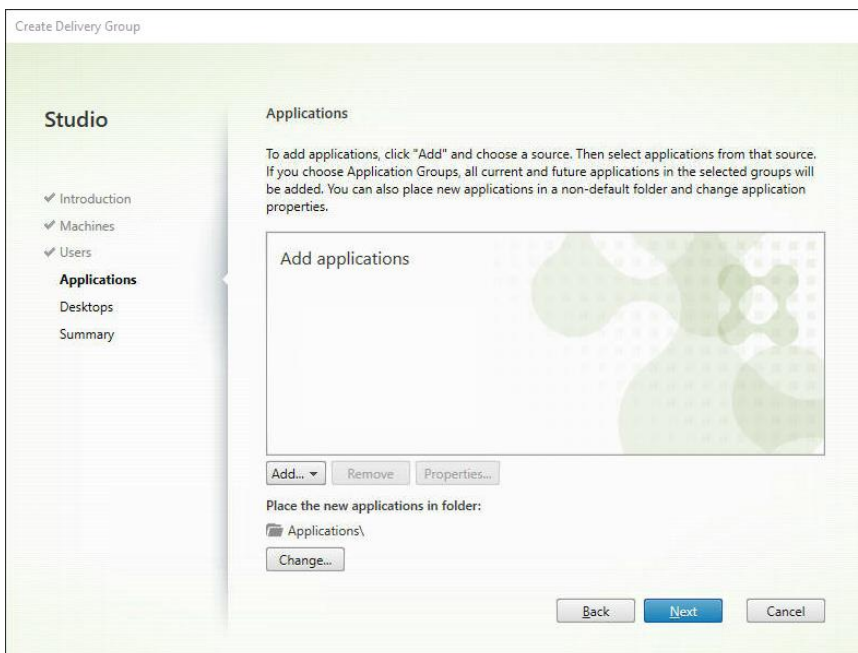 Create Delivery Group
Studio
Introduction
Machines
Users
Applications
Desktops
Summary
Applications
To add applications, click "Add" and choose a source. Then select applications from that source.
If you choose Application Groups, all current and future applications in the selected groups will
be added. You can also place new applications in a non-default folder and change application
properties.
Add applications
Add...
Remove
Properties...
Place the new applications in folder:
Applications\
Change...
Back
Next
Cancel